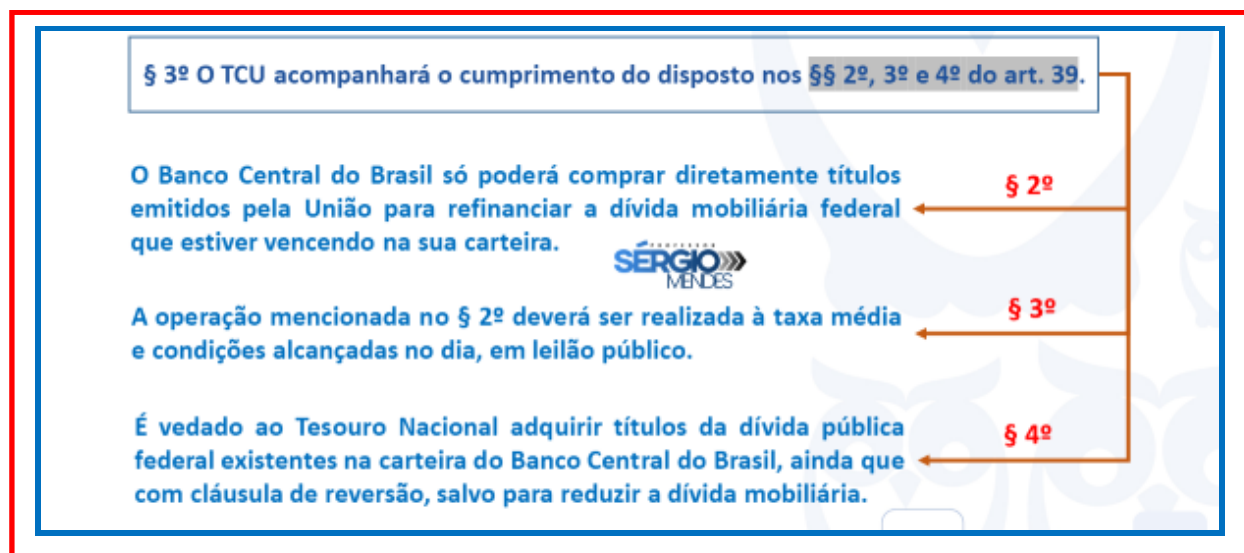 § 3º O TCU acompanhará o cumprimento do disposto nos §§ 2º, 3º e 4º do art. 39.
O Banco Central do Brasil só poderá comprar diretamente títulos
emitidos pela União para refinanciar a dívida mobiliária federal
que estiver vencendo na sua carteira.
§ 2º
PROFESSOR
SÉRGIO
MENDES
A operação mencionada no § 2º deverá ser realizada à taxa média
e condições alcançadas no dia, em leilão público.
§ 3º
É vedado ao Tesouro Nacional adquirir títulos da dívida pública
federal existentes na carteira do Banco Central do Brasil, ainda que
com cláusula de reversão, salvo para reduzir a dívida mobiliária.
§ 4º